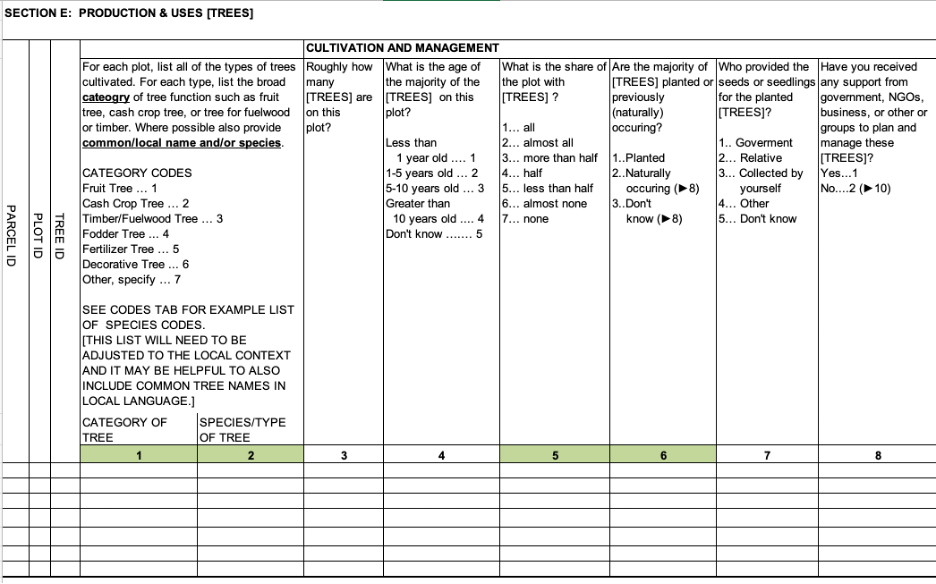 SECTION E: PRODUCTION & USES [TREES]
CULTIVATION AND MANAGEMENT
PARCEL ID
PLOT ID
TREE ID
For each plot, list all of the types of trees
cultivated. For each type, list the broad
cateogry of tree function such as fruit
tree, cash crop tree, or tree for fuelwood
or timber. Where possible also provide
common/local name and/or species.
CATEGORY CODES
Fruit Tree ... 1
Cash Crop Tree ... 2
Timber/Fuelwood Tree ... 3
Fodder Tree ... 4
Fertilizer Tree ... 5
Decorative Tree ... 6
Other, specify ... 7
SEE CODES TAB FOR EXAMPLE LIST
OF SPECIES CODES.
[THIS LIST WILL NEED TO BE
ADJUSTED TO THE LOCAL CONTEXT
AND IT MAY BE HELPFUL TO ALSO
INCLUDE COMMON TREE NAMES IN
LOCAL LANGUAGE.]
CATEGORY OF
TREE
SPECIES/TYPE
OF TREE
Roughly how
many
[TREES] are
on this
plot?
What is the age of
the majority of the
[TREES] on this
plot?
Less than
1 year old .... 1
1-5 years old ... 2
5-10 years old ... 3
Greater than
10 years old .... 4
Don't know ....... 5
What is the share of
the plot with
[TREES] ?
1... all
2... almost all
3... more than half
4... half
5... less than half
6... almost none
7... none
Are the majority of
[TREES] planted or
previously
(naturally)
occuring?
1..Planted
2..Naturally
occuring (►8)
3..Don't
know (►8)
Who provided the
seeds or seedlings
for the planted
[TREES]?
1.. Goverment
2... Relative
3... Collected by
yourself
4... Other
5... Don't know
Have you received
any support from
government, NGOs,
business, or other or
groups to plan and
manage these
[TREES]?
Yes...1
No....2 (►10)
1 2 3 4 5 6 7 8